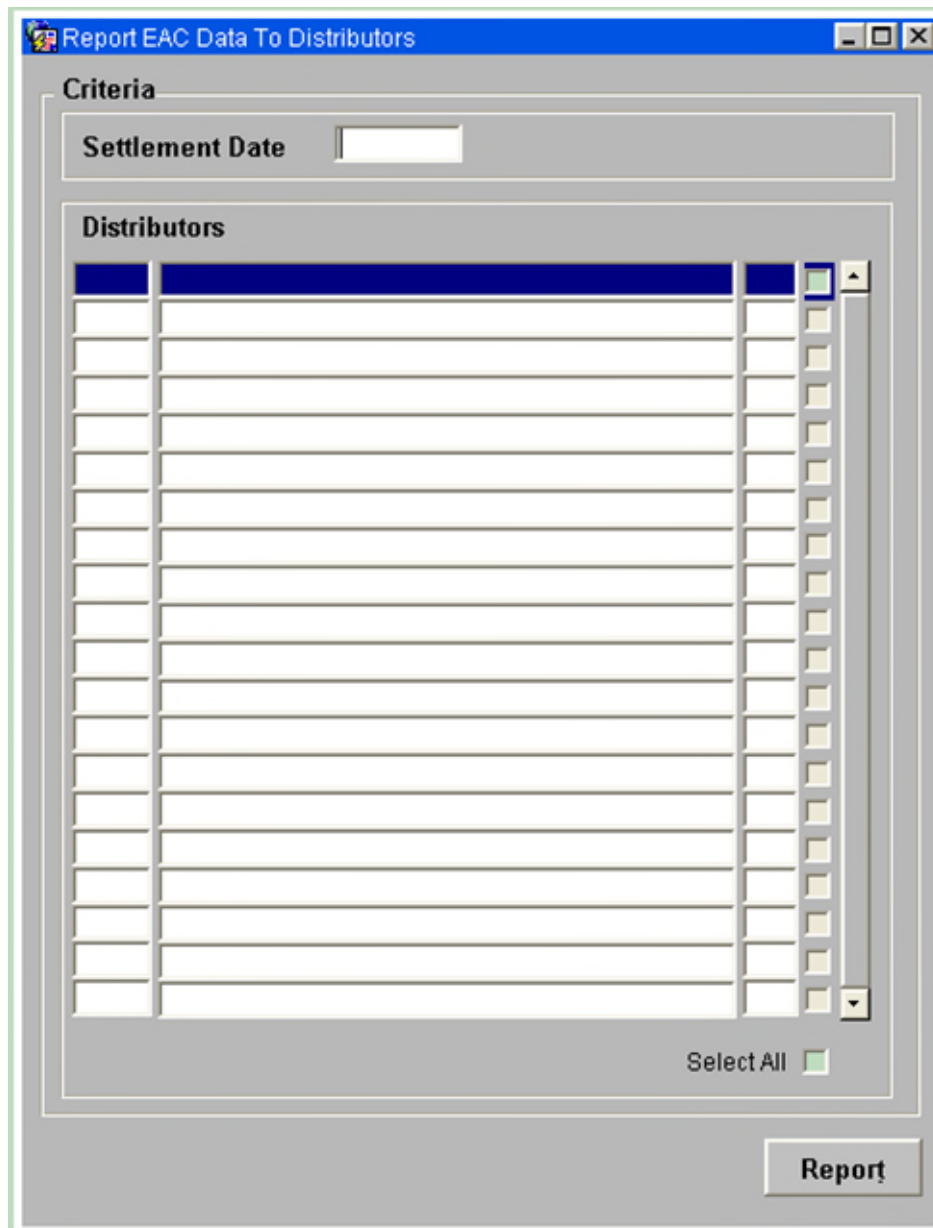 Report EAC Data To Distributors
Criteria
Settlement Date
Distributors
Select All
Report